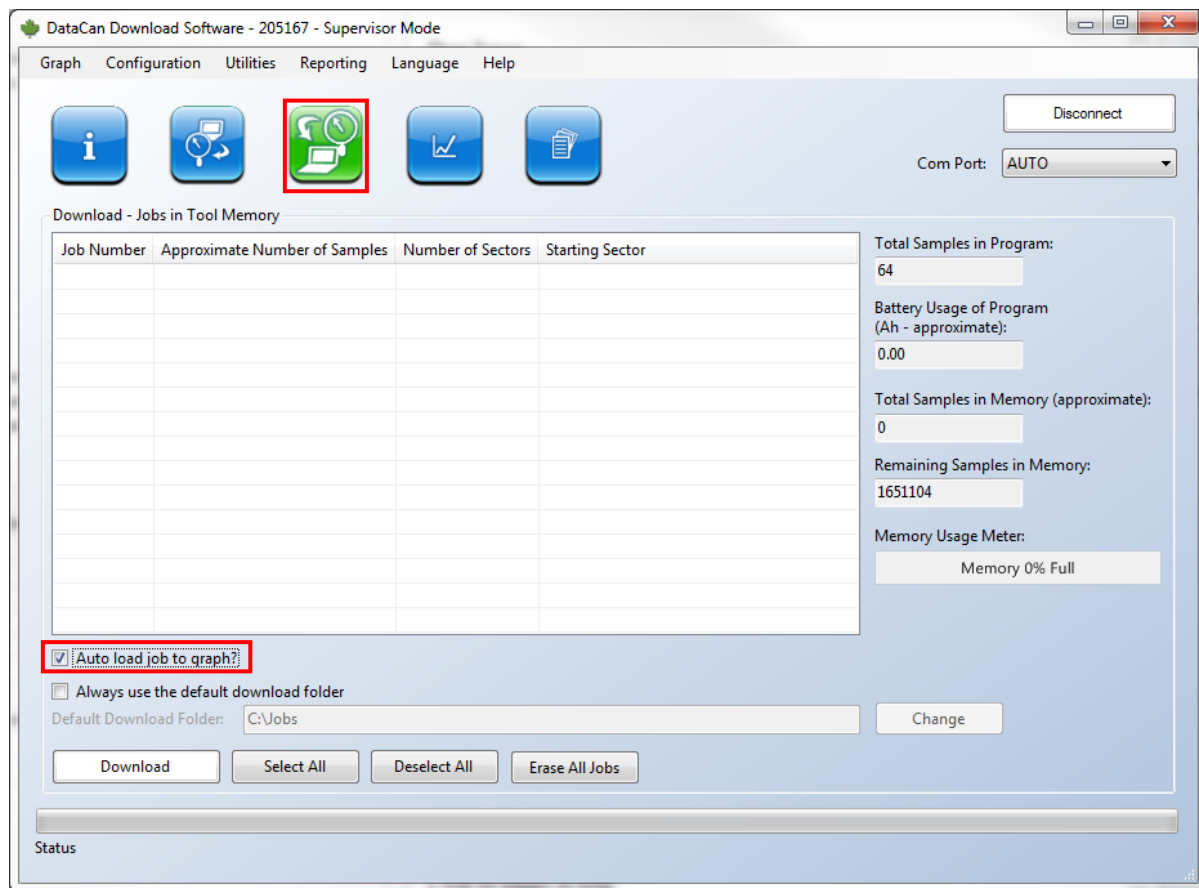 DataCan Download Software - 205167 - Supervisor Mode
Graph Configuration Utilities Reporting Language Help
i
Disconnect
Com Port: AUTO
Download - Jobs in Tool Memory
Job Number Approximate Number of Samples Number of Sectors Starting Sector
Total Samples in Program:
64
Battery Usage of Program
(Ah - approximate):
0.00
Total Samples in Memory (approximate):
0
Remaining Samples in Memory:
1651104
Memory Usage Meter:
Memory 0% Full
Auto load job to graph?
Always use the default download folder
Default Download Folder: C:\Jobs Change
Download Select All Deselect All Erase All Jobs
Status